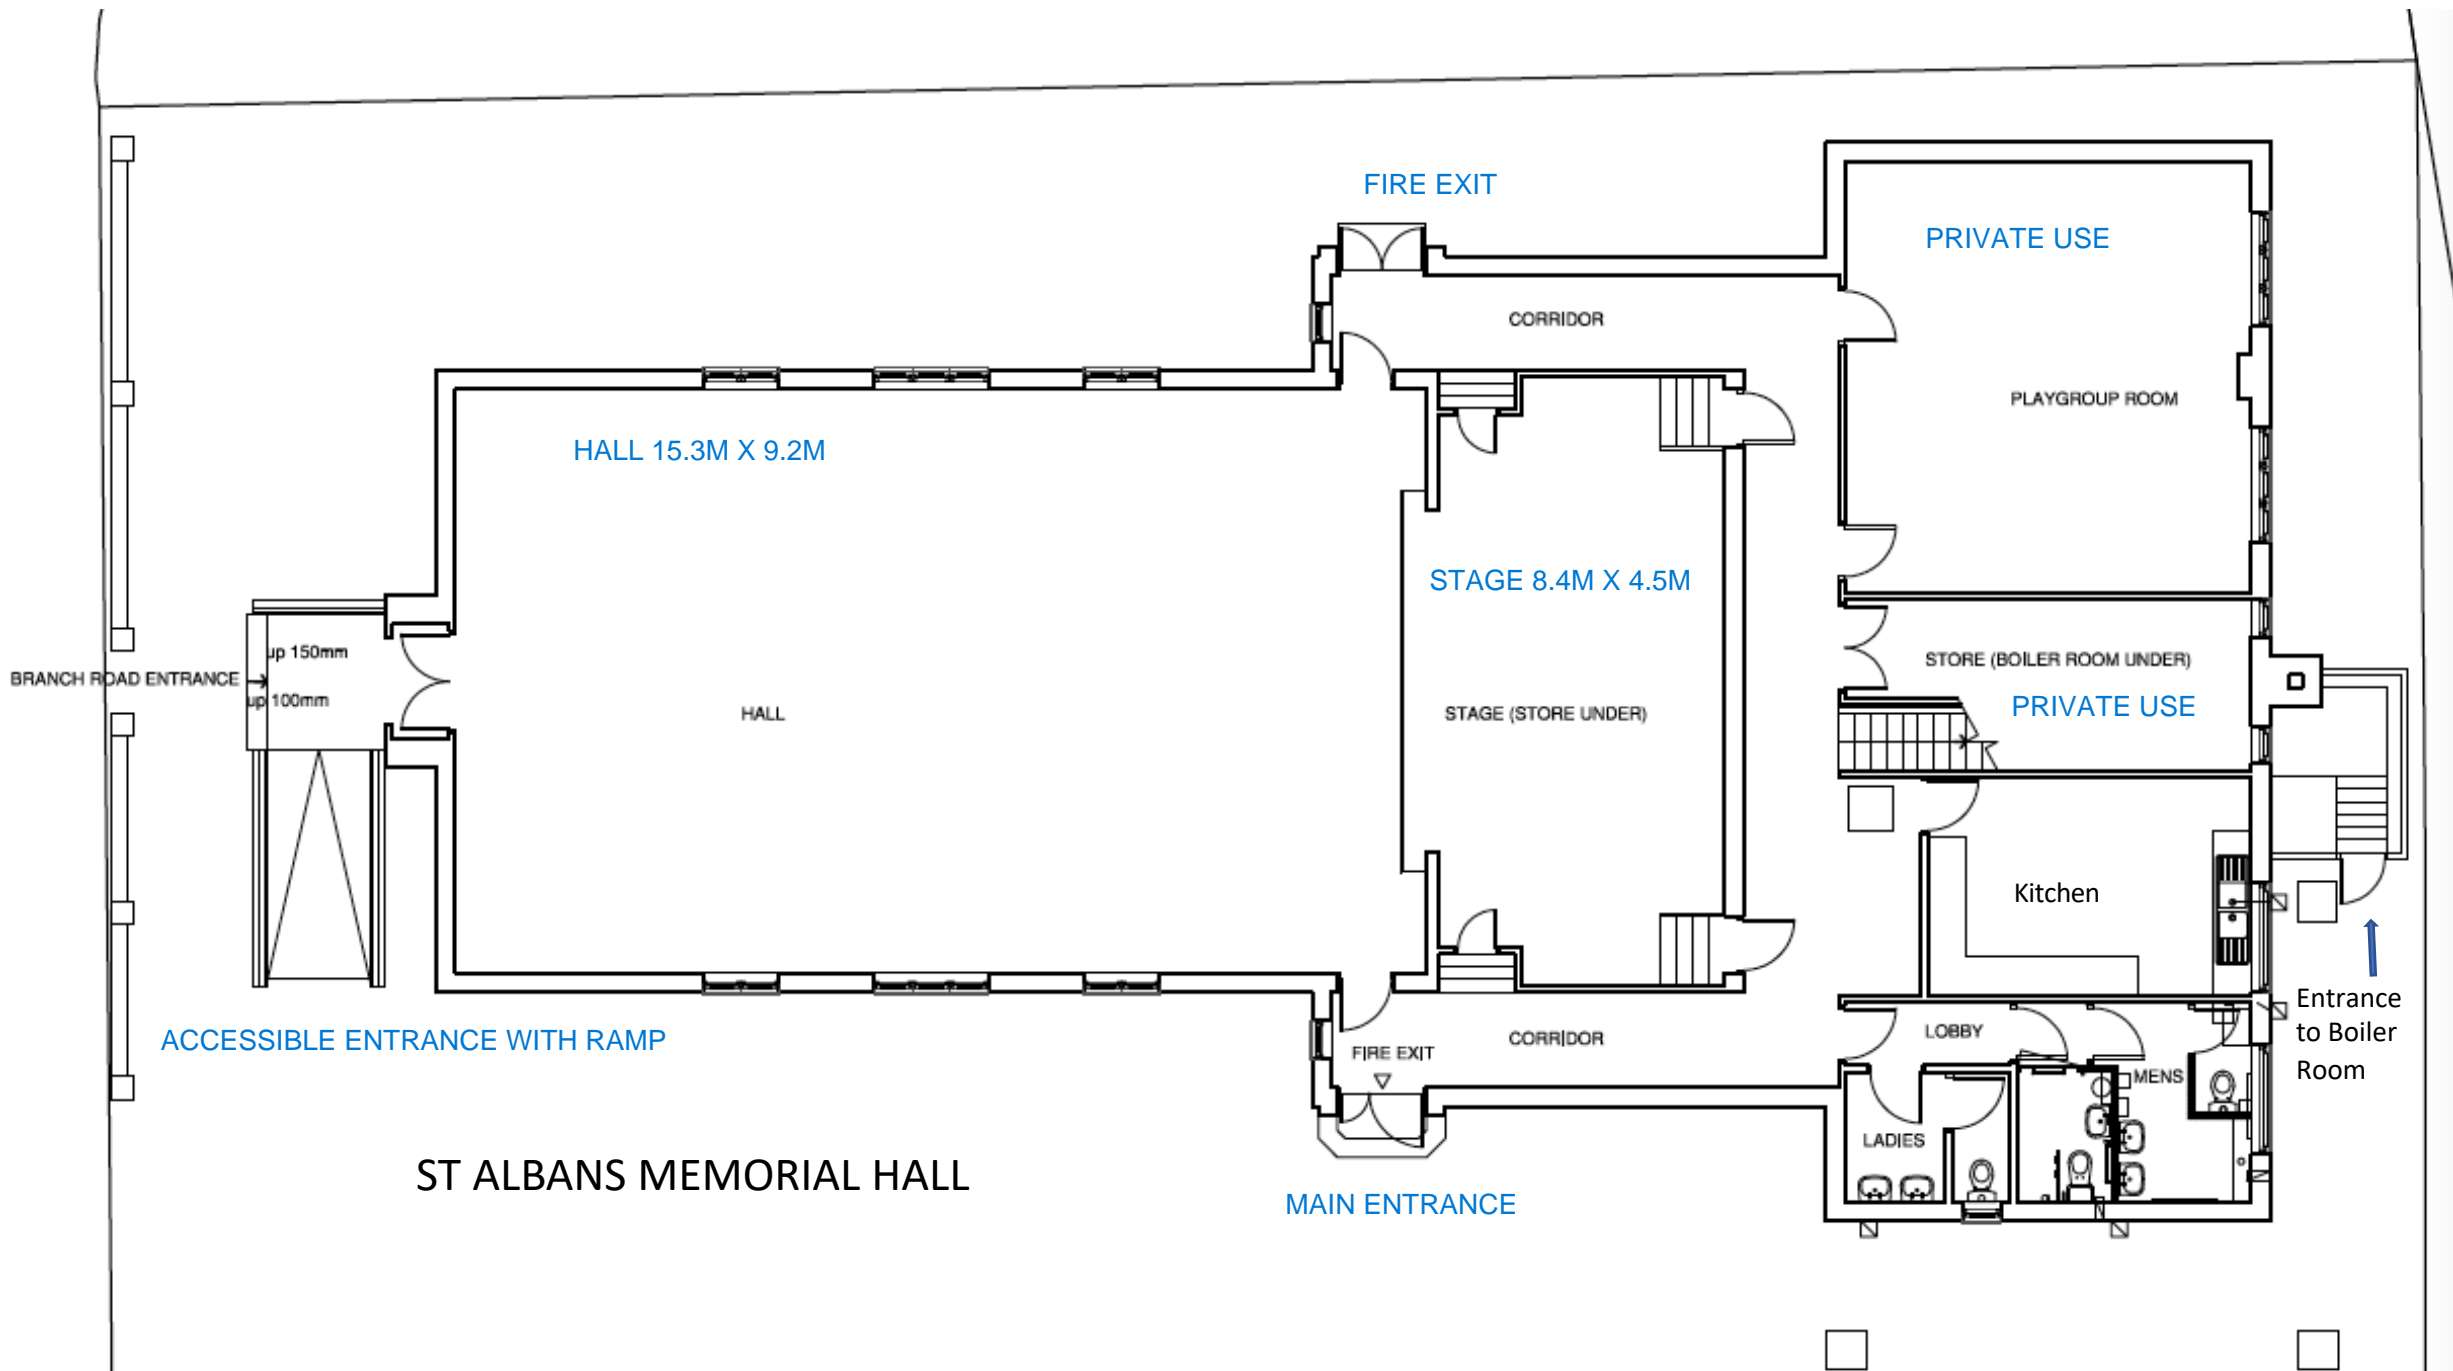 FIRE EXIT
PRIVATE USE
CORRIDOR
PLAYGROUP ROOM
HALL 15.3M X 9.2M
STAGE 8.4M X 4.5M
up 150mm
BRANCH ROAD ENTRANCE
up 100mm
STORE (BOILER ROOM UNDER)
PRIVATE USE
HALL
STAGE (STORE UNDER)
Kitchen
Entrance
to Boiler
Room
ACCESSIBLE ENTRANCE WITH RAMP
FIRE EXIT
CORRIDOR
LOBBY
MENS
LADIES
ST ALBANS MEMORIAL HALL
MAIN ENTRANCE